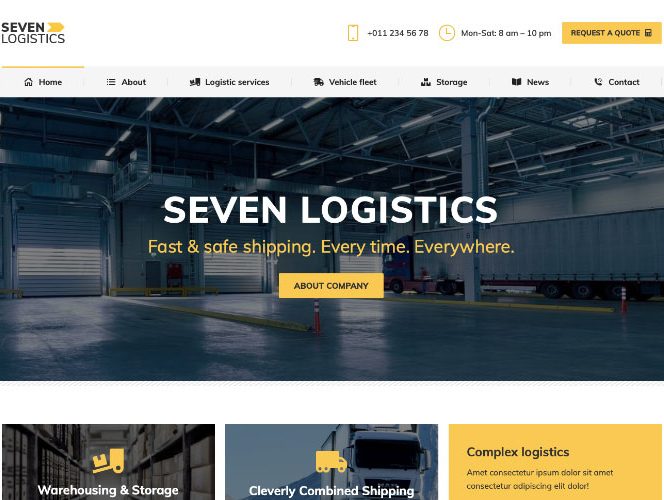 SEVEN
LOGISTICS
+011 234 56 78
Mon-Sat: 8 am – 10 pm
REQUEST A QUOTE
Home
About
Logistic services
Vehicle fleet
Storage
News
Contact
SEVEN LOGISTICS
Fast & safe shipping. Every time. Everywhere.
ABOUT COMPANY
Warehousing & Storage
Cleverly Combined Shipping
Complex logistics
Amet consectetur ipsum dolor sit amet
consectetur adipiscing elit dolor!